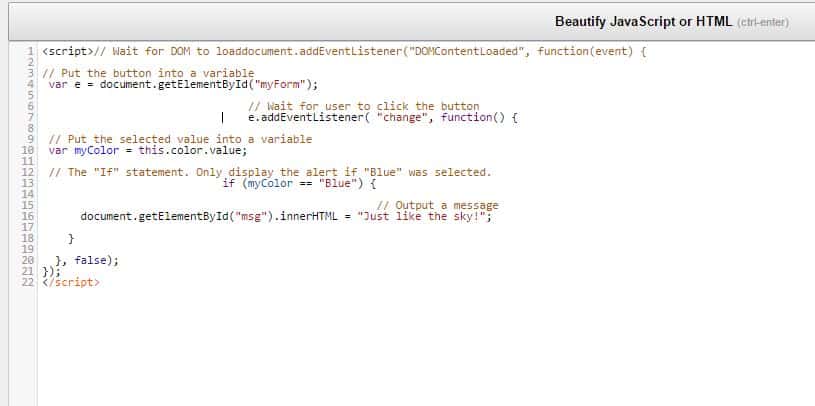 Beautify JavaScript or HTML (ctrl-enter)
1 <script>// Wait for DOM to loaddocument.addEventListener("DOMContentLoaded", function(event) {
2
3 // Put the button into a variable
4 var e = document.getElementById("myForm");
5
6 // Wait for user to click the button
7 e.addEventListener( "change", function() {
8
9 // Put the selected value into a variable
10 var myColor = this.color.value;
11
12 // The "If" statement. Only display the alert if "Blue" was selected.
13 if (myColor == "Blue") {
14
15 // Output a message
16 document.getElementById("msg").innerHTML = "Just like the sky!";
17
18 }
19
20 }, false);
21 });
22 </script>